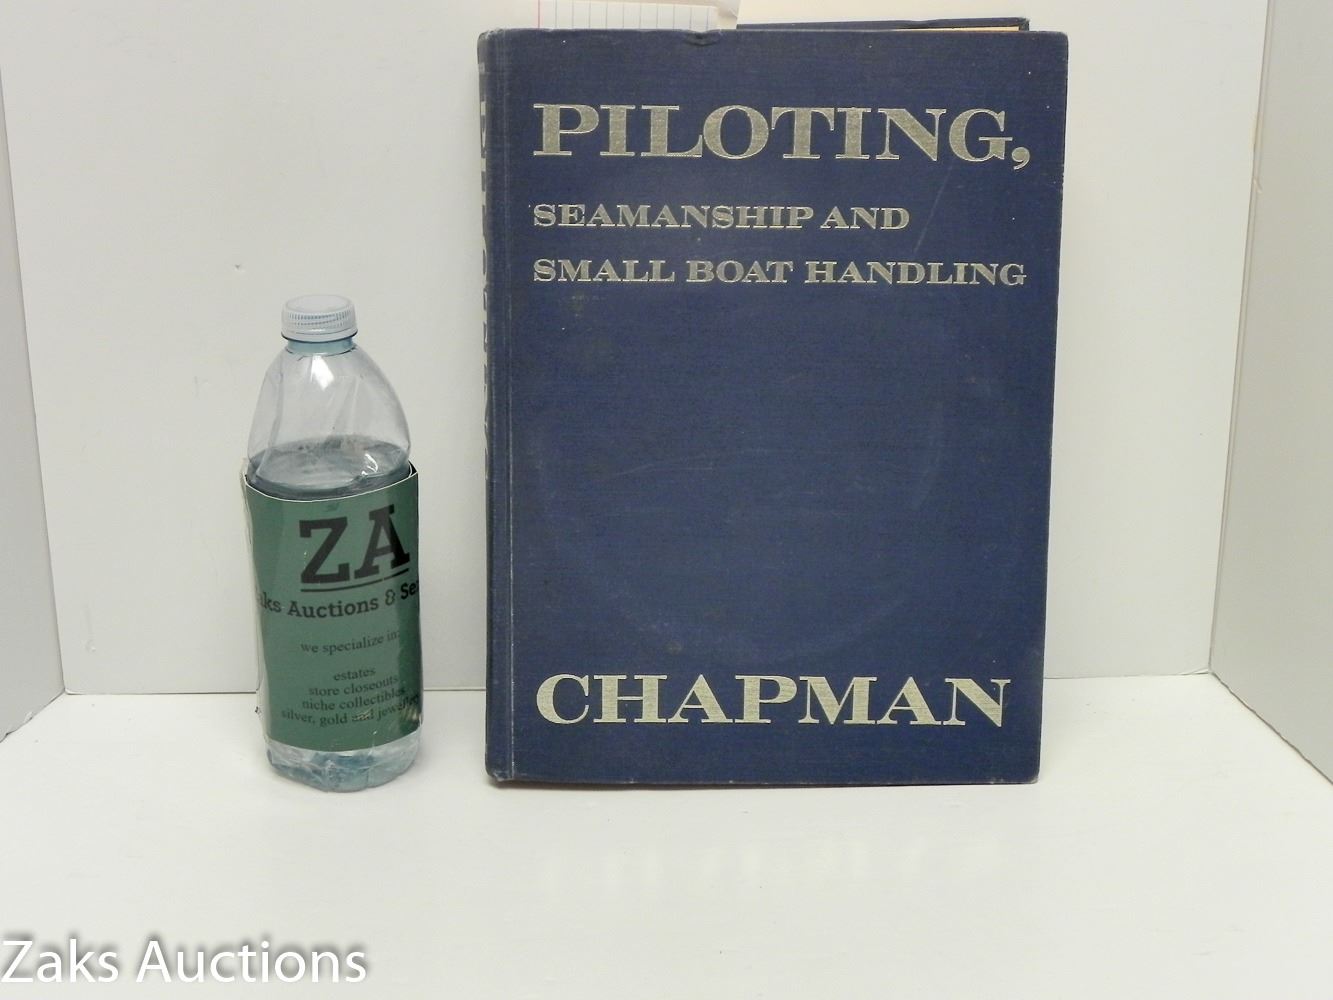 PILOTING,
SEAMANSHIP AND
SMALL BOAT HANDLING
CHAPMAN
ZA
aks Auctions & Se
we specialize in:
estates
store closeouts
niche collectibles
silver, gold and jewellery
Zaks Auctions